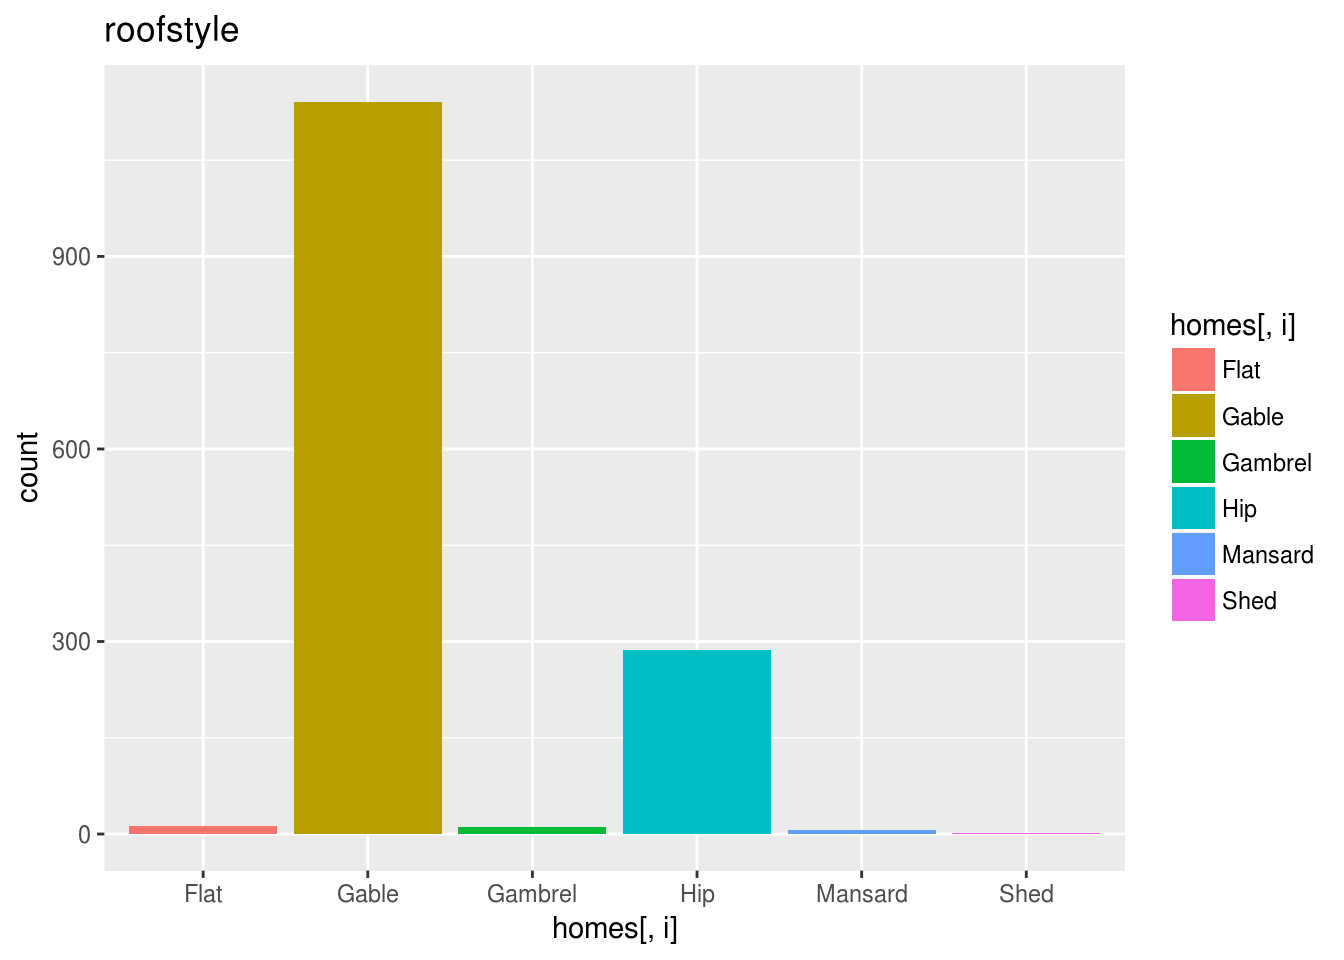 roofstyle
900
600
300
0
count
Flat Gable Gambrel Hip Mansard Shed
homes[, i]
homes[, i]
Flat
Gable
Gambrel
Hip
Mansard
Shed